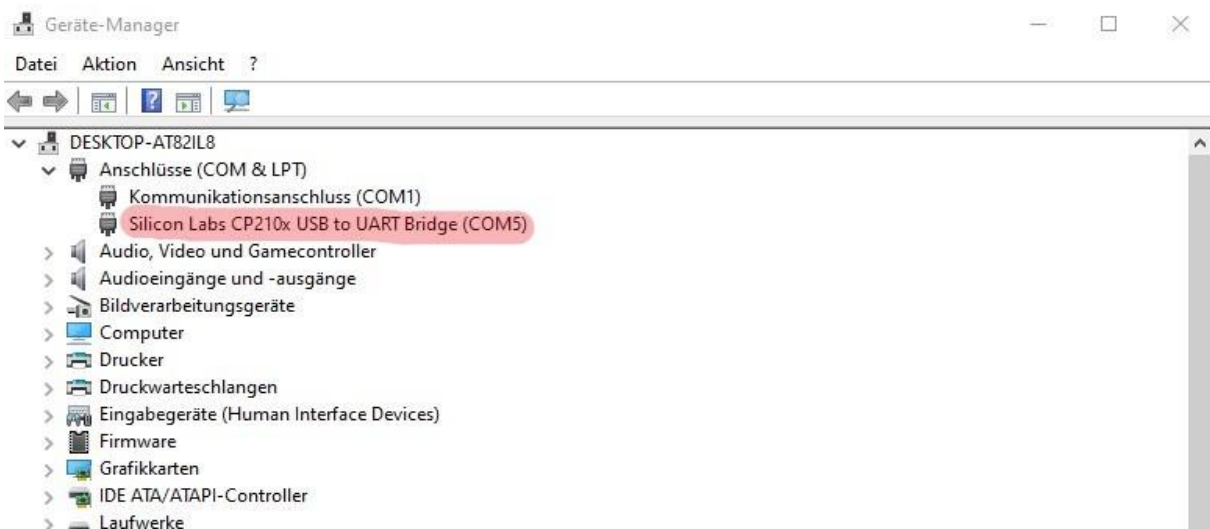 Geräte-Manager
Datei Aktion Ansicht ?
DESKTOP-AT82IL8
Anschlüsse (COM & LPT)
Kommunikationsanschluss (COM1)
Silicon Labs CP210x USB to UART Bridge (COM5)
Audio, Video und Gamecontroller
Audioeingänge und -ausgänge
Bildverarbeitungsgeräte
Computer
Drucker
Druckwarteschlangen
Eingabegeräte (Human Interface Devices)
Firmware
Grafikkarten
IDE ATA/ATAPI-Controller
Laufwerke